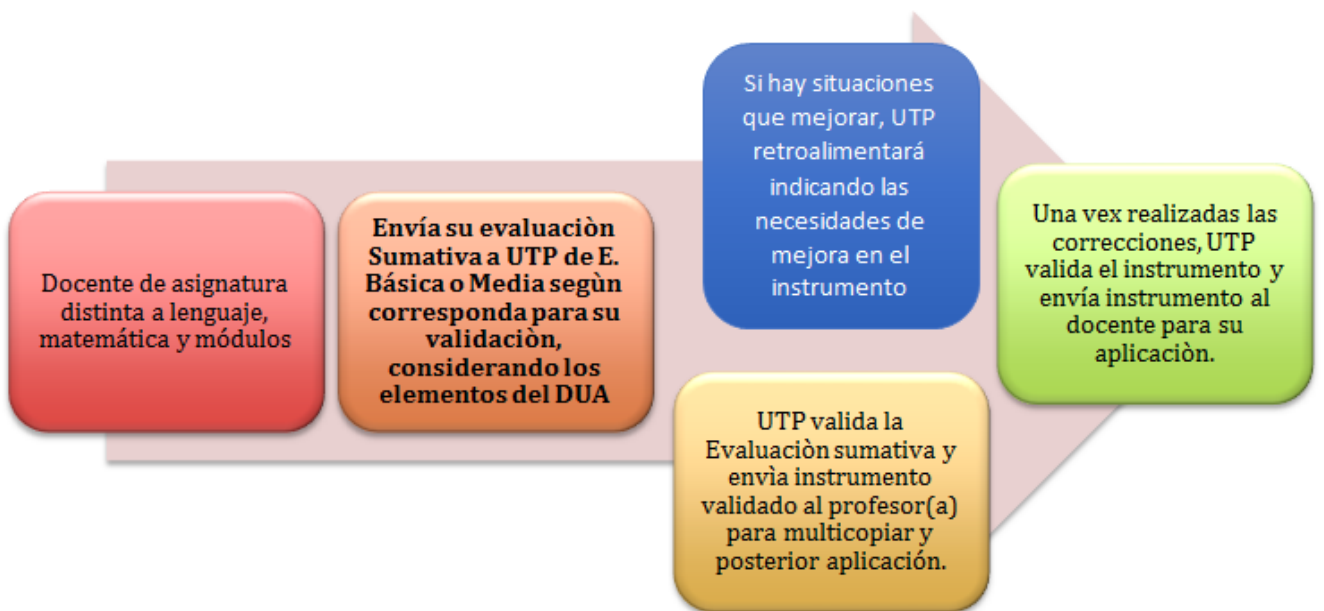 Docente de asignatura
distinta a lenguaje,
matemática y módulos
Envía su evaluaciòn
Sumativa a UTP de E.
Básica o Media segùn
corresponda para su
validaciòn,
considerando los
elementos del DUA
Si hay situaciones
que mejorar, UTP
retroalimentará
indicando las
necesidades de
mejora en el
instrumento
UTP valida la
Evaluaciòn sumativa y
envìa instrumento
validado al profesor(a)
para multicopiar y
posterior aplicación.
Una vex realizadas las
correcciones, UTP
valida el instrumento y
envía instrumento al
docente para su
aplicaciòn.